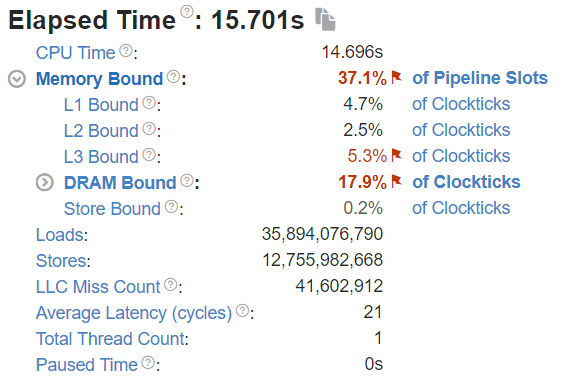 Elapsed Time ?: 15.701s
CPU Time ?: 14.696s
Memory Bound ?: 37.1% of Pipeline Slots
L1 Bound ?: 4.7% of Clockticks
L2 Bound ?: 2.5% of Clockticks
L3 Bound ?: 5.3% of Clockticks
DRAM Bound ?: 17.9% of Clockticks
Store Bound ?: 0.2% of Clockticks
Loads: 35,894,076,790
Stores: 12,755,982,668
LLC Miss Count ?: 41,602,912
Average Latency (cycles) ?: 21
Total Thread Count: 1
Paused Time ?: 0s